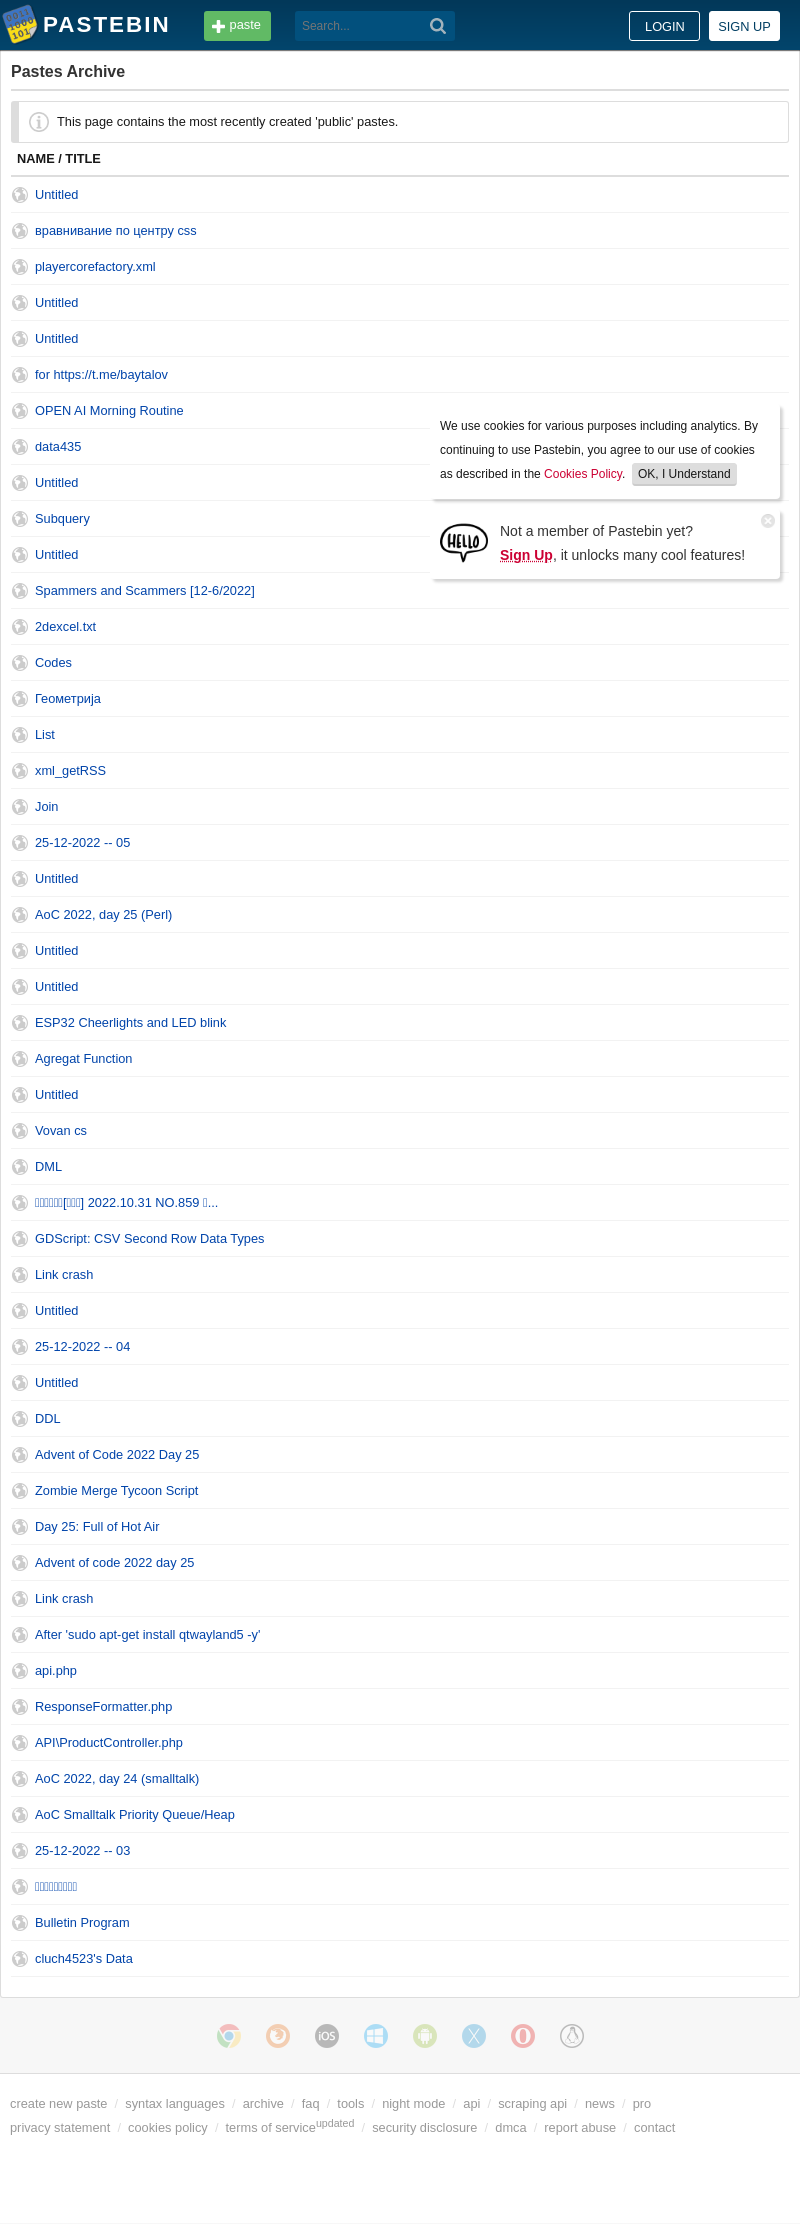 PASTEBIN
paste
Search...
LOGIN
SIGN UP
Pastes Archive
This page contains the most recently created 'public' pastes.
NAME / TITLE
Untitled
вравнивание по центру css
playercorefactory.xml
Untitled
Untitled
for https://t.me/baytalov
OPEN AI Morning Routine
data435
Untitled
Subquery
Untitled
We use cookies for various purposes including analytics. By
continuing to use Pastebin, you agree to our use of cookies
as described in the Cookies Policy. OK, I Understand
HELLO
Not a member of Pastebin yet?
Sign Up, it unlocks many cool features!
Spammers and Scammers [12-6/2022]
2dexcel.txt
Codes
Геометрија
List
xml_getRSS
Join
25-12-2022 -- 05
Untitled
AoC 2022, day 25 (Perl)
Untitled
Untitled
ESP32 Cheerlights and LED blink
Agregat Function
Untitled
Vovan cs
DML
[] 2022.10.31 NO.859 ...
GDScript: CSV Second Row Data Types
Link crash
Untitled
25-12-2022 -- 04
Untitled
DDL
Advent of Code 2022 Day 25
Zombie Merge Tycoon Script
Day 25: Full of Hot Air
Advent of code 2022 day 25
Link crash
After 'sudo apt-get install qtwayland5 -y'
api.php
ResponseFormatter.php
API\ProductController.php
AoC 2022, day 24 (smalltalk)
AoC Smalltalk Priority Queue/Heap
25-12-2022 -- 03
Bulletin Program
cluch4523's Data
iOS
create new paste / syntax languages / archive / faq / tools / night mode / api / scraping api / news / pro
privacy statement / cookies policy / terms of serviceupdated / security disclosure / dmca / report abuse / contact